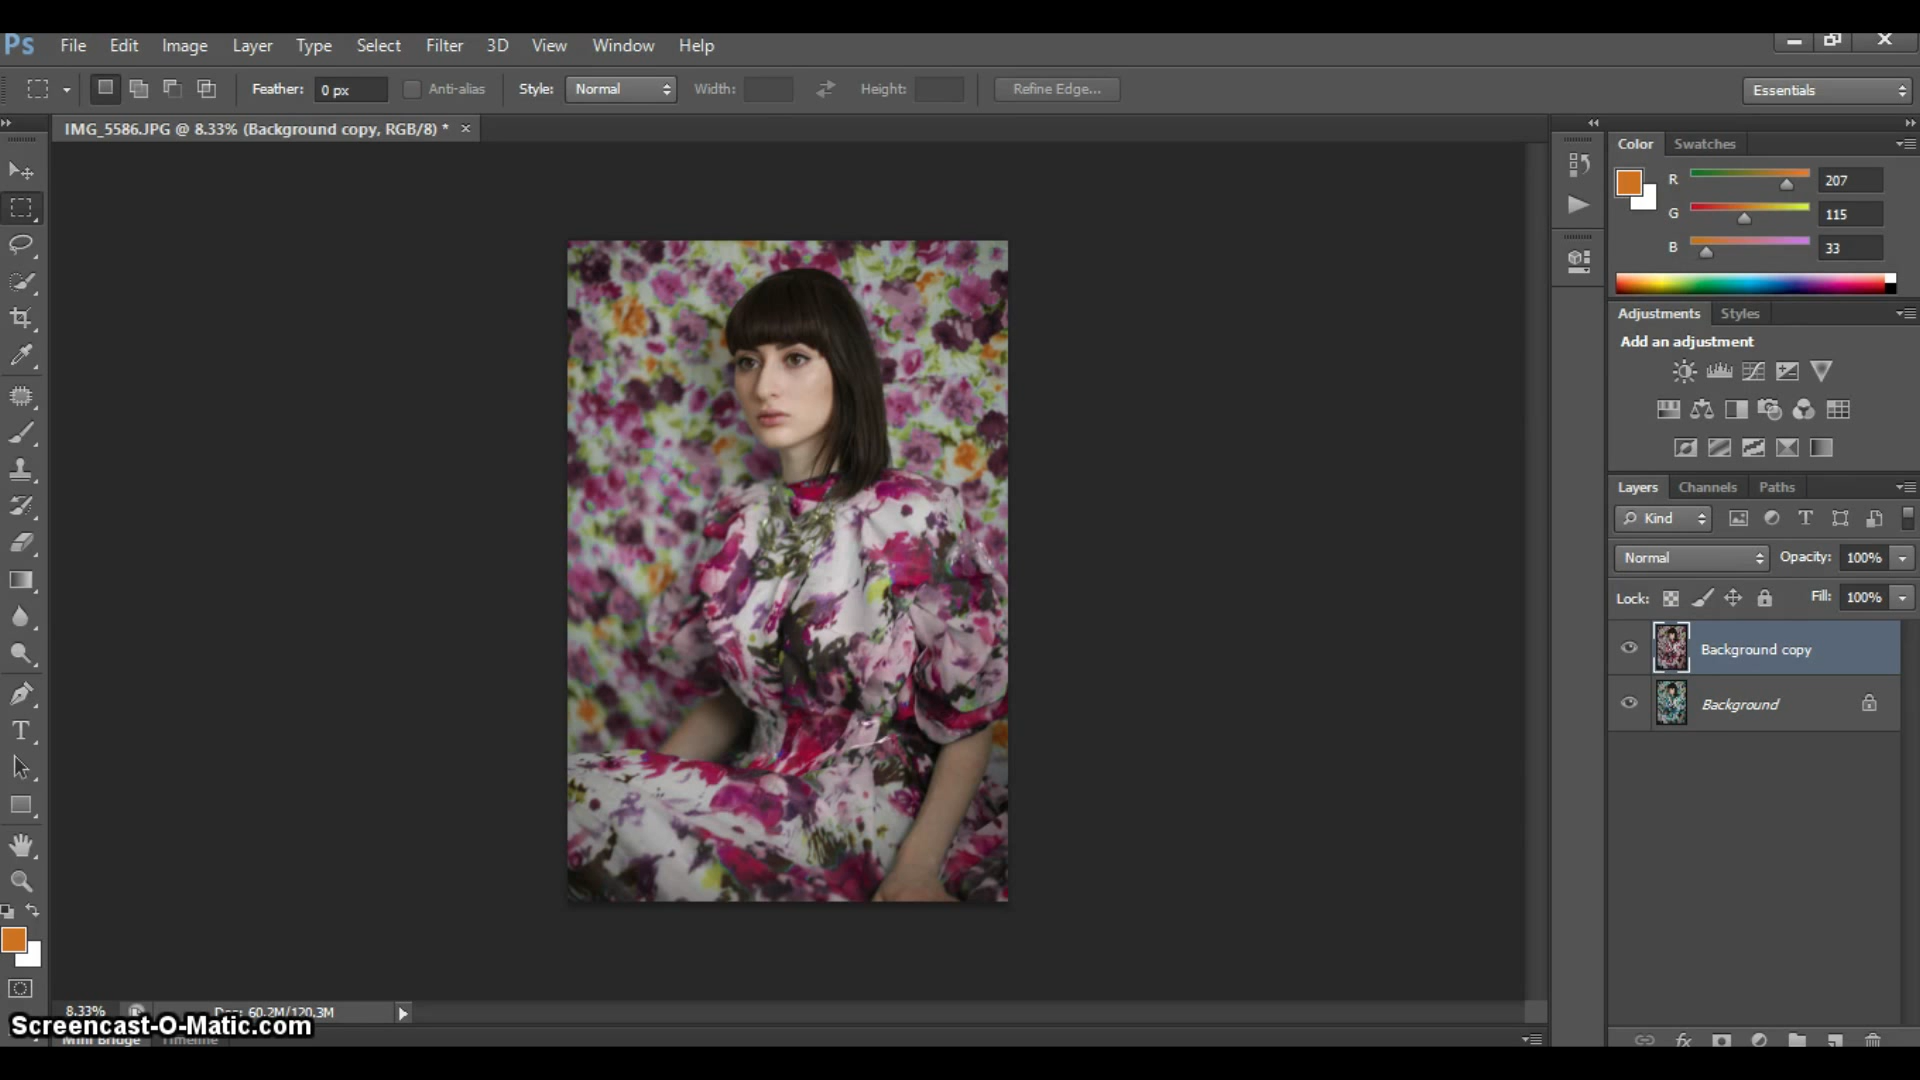 Ps File Edit Image Layer Type Select Filter 3D View Window Help
Feather: 0 px Anti-alias Style: Normal Width: Height: Refine Edge... Essentials
IMG_5586.JPG @ 8.33% (Background copy, RGB/8) * ×
Color Swatches
R 207
G 115
B 33
Adjustments Styles
Add an adjustment
Layers Channels Paths
Kind
Normal Opacity: 100%
Lock: Fill: 100%
Background copy
Background
8.33% Doc: 60.2M/120.3M
Screencast-O-Matic.com
Mini Bridge Timeline